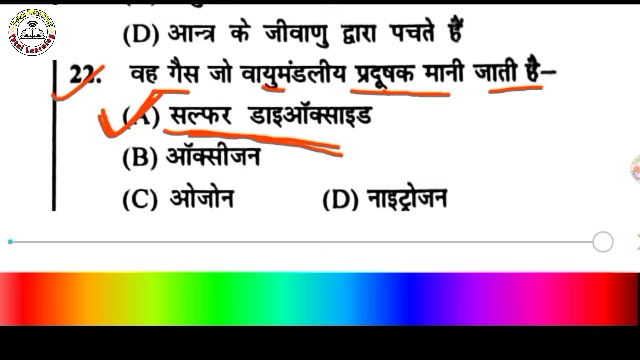 (D) आन्त्र के जीवाणु द्वारा पचते हैं
22. वह गैस जो वायुमंडलीय प्रदूषक मानी जाती है–
(A) सल्फर डाइऑक्साइड
(B) ऑक्सीजन
(C) ओजोन (D) नाइट्रोजन